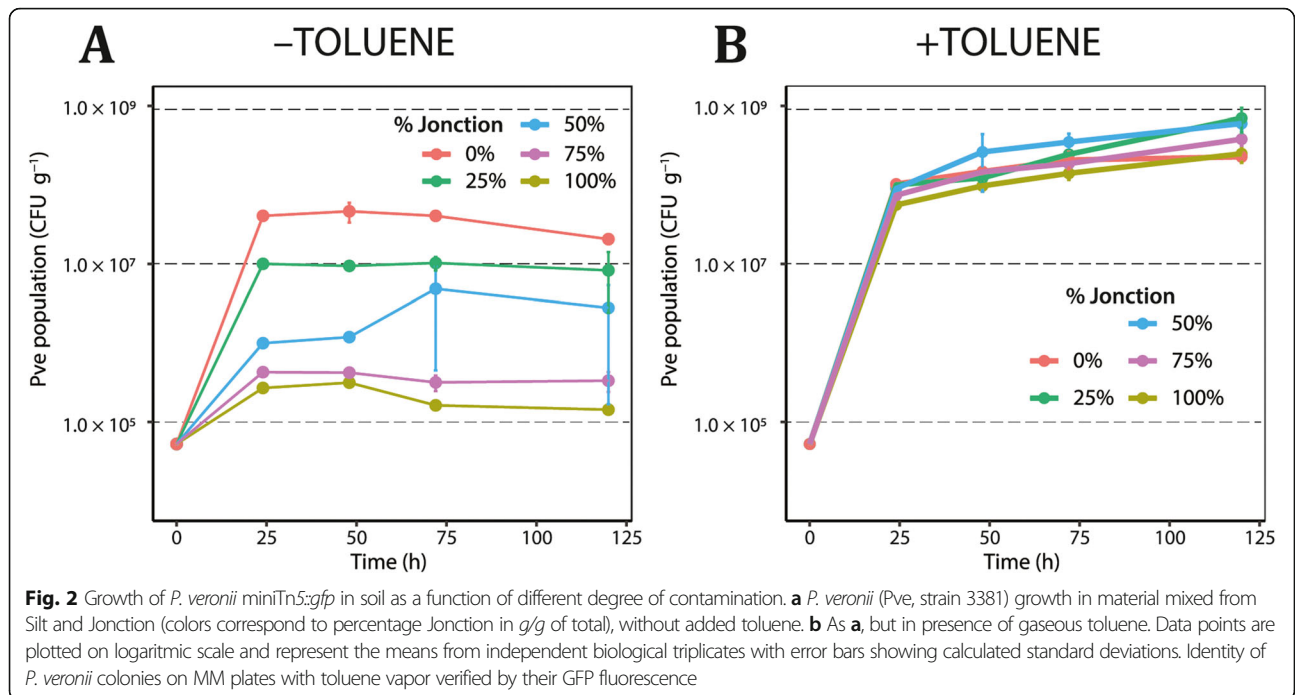 A
–TOLUENE
Pve population (CFU g⁻¹)
1.0 × 10⁹
1.0 × 10⁷
1.0 × 10⁵
% Jonction
0%
25%
50%
75%
100%
0 25 50 75 100 125
Time (h)
B
+TOLUENE
Pve population (CFU g⁻¹)
1.0 × 10⁹
1.0 × 10⁷
1.0 × 10⁵
% Jonction
0%
25%
50%
75%
100%
0 25 50 75 100 125
Time (h)
Fig. 2 Growth of P. veronii miniTn5::gfp in soil as a function of different degree of contamination. a P. veronii (Pve, strain 3381) growth in material mixed from
Silt and Jonction (colors correspond to percentage Jonction in g/g of total), without added toluene. b As a, but in presence of gaseous toluene. Data points are
plotted on logaritmic scale and represent the means from independent biological triplicates with error bars showing calculated standard deviations. Identity of
P. veronii colonies on MM plates with toluene vapor verified by their GFP fluorescence